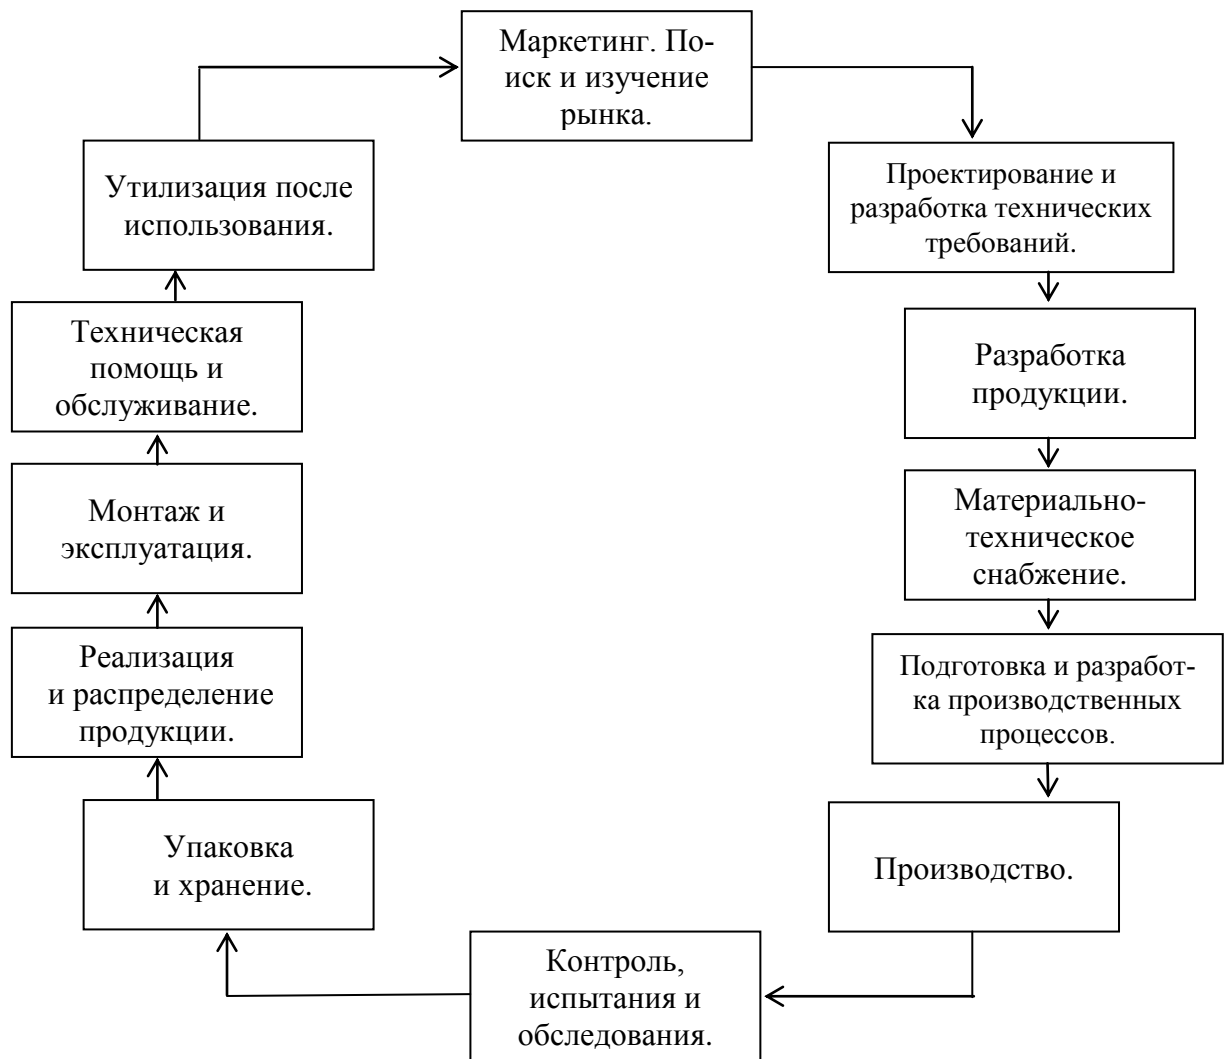 Маркетинг. По-
иск и изучение
рынка.
Проектирование и
разработка технических
требований.
Разработка
продукции.
Материально-
техническое
снабжение.
Подготовка и разработ-
ка производственных
процессов.
Производство.
Контроль,
испытания и
обследования.
Упаковка
и хранение.
Реализация
и распределение
продукции.
Монтаж и
эксплуатация.
Техническая
помощь и
обслуживание.
Утилизация после
использования.